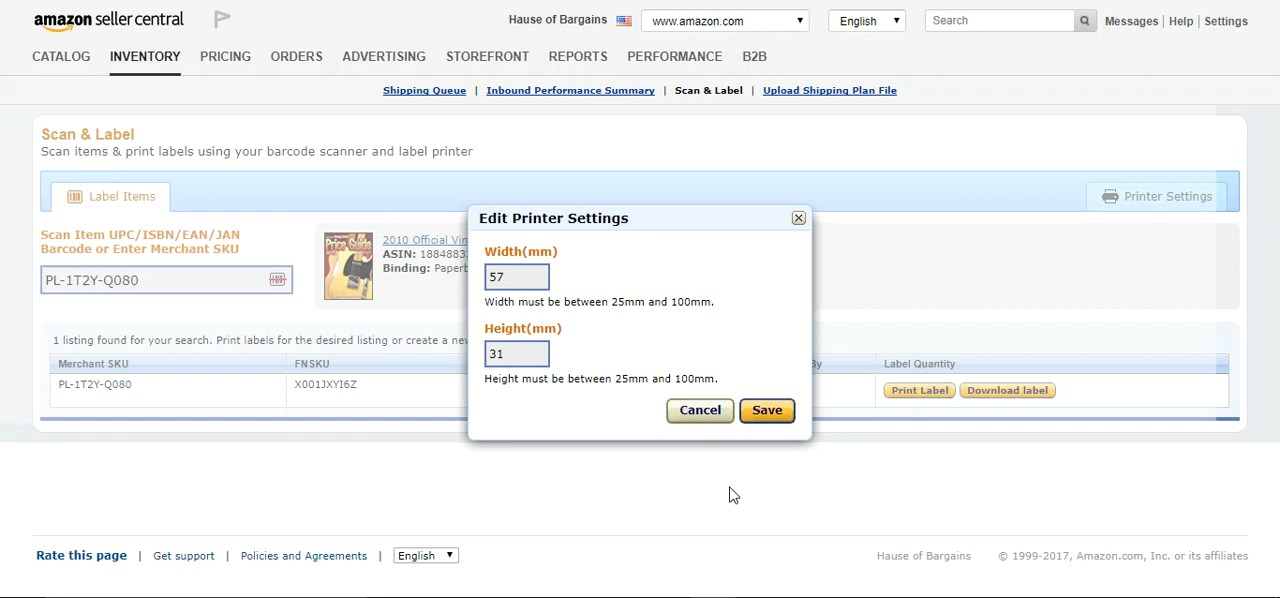 amazon seller central
Hause of Bargains
www.amazon.com
English
Search
Messages | Help | Settings
CATALOG INVENTORY PRICING ORDERS ADVERTISING STOREFRONT REPORTS PERFORMANCE B2B
Shipping Queue | Inbound Performance Summary | Scan & Label | Upload Shipping Plan File
Scan & Label
Scan items & print labels using your barcode scanner and label printer
Label Items
Printer Settings
Scan Item UPC/ISBN/EAN/JAN
Barcode or Enter Merchant SKU
PL-1T2Y-Q080
Price Guide
2010 Official Vin
ASIN: 1884883
Binding: Paperb
Edit Printer Settings
Width(mm)
57
Width must be between 25mm and 100mm.
Height(mm)
31
Height must be between 25mm and 100mm.
Cancel Save
1 listing found for your search. Print labels for the desired listing or create a new
Merchant SKU FNSKU By Label Quantity
PL-1T2Y-Q080 X001JXYI6Z Print Label Download label
Rate this page | Get support | Policies and Agreements | English
Hause of Bargains © 1999-2017, Amazon.com, Inc. or its affiliates